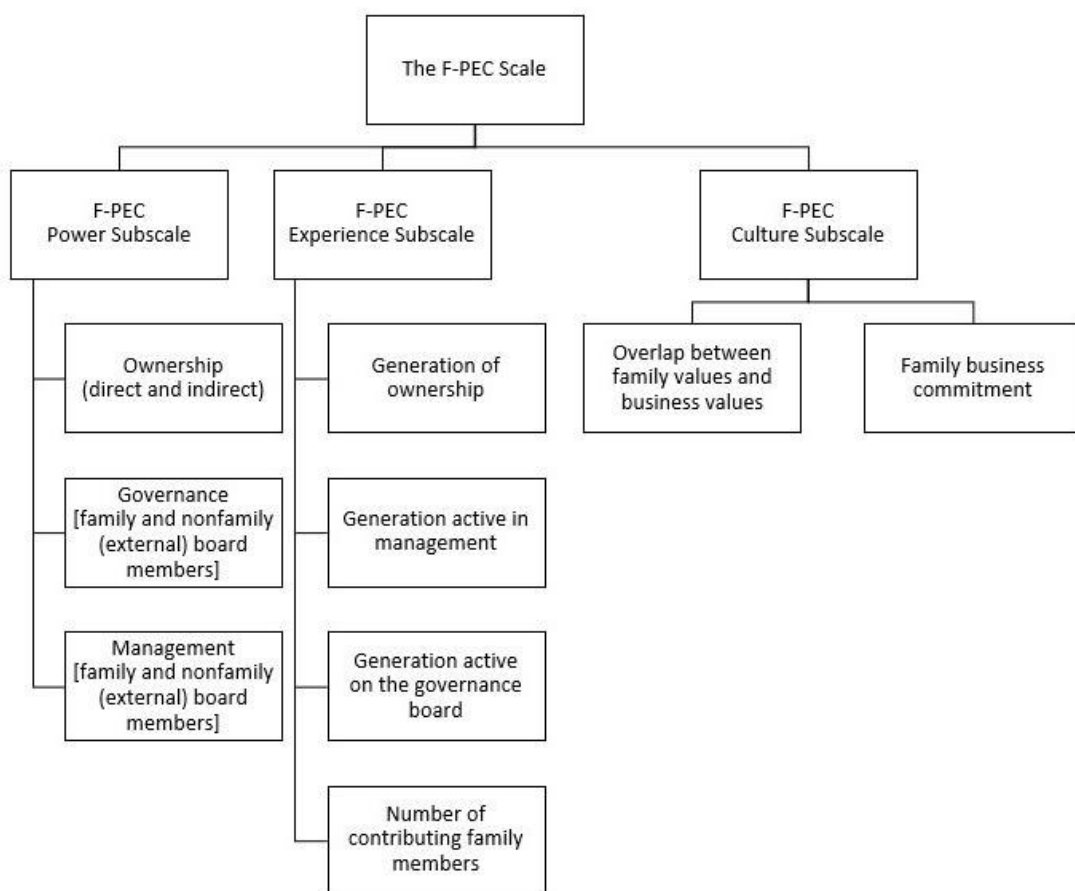 The F-PEC Scale
F-PEC
Power Subscale
F-PEC
Experience Subscale
F-PEC
Culture Subscale
Ownership
(direct and indirect)
Governance
[family and nonfamily
(external) board
members]
Management
[family and nonfamily
(external) board
members]
Generation of
ownership
Generation active in
management
Generation active
on the governance
board
Number of
contributing family
members
Overlap between
family values and
business values
Family business
commitment